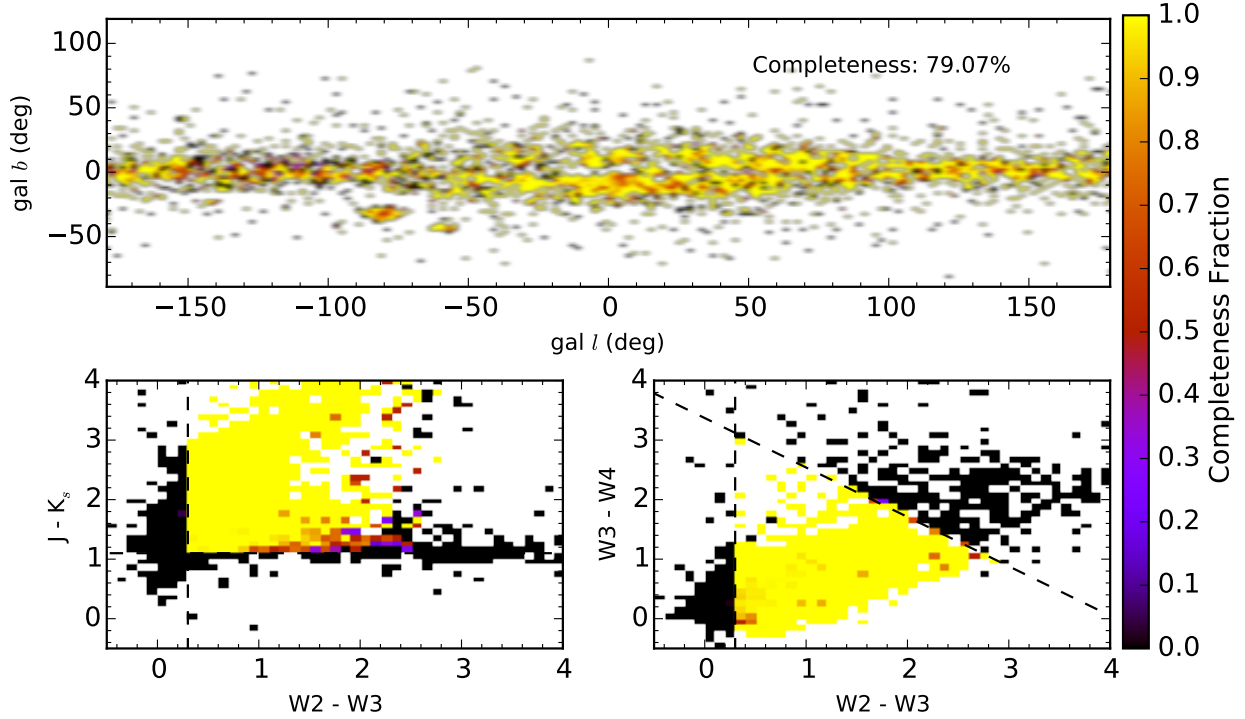 Completeness: 79.07%
100
50
0
−50
gal b (deg)
−150 −100 −50 0 50 100 150
gal l (deg)
1.0
0.9
0.8
0.7
0.6
0.5
0.4
0.3
0.2
0.1
0.0
Completeness Fraction
4
3
2
1
0
J - Ks
0 1 2 3 4
W2 - W3
4
3
2
1
0
W3 - W4
0 1 2 3 4
W2 - W3